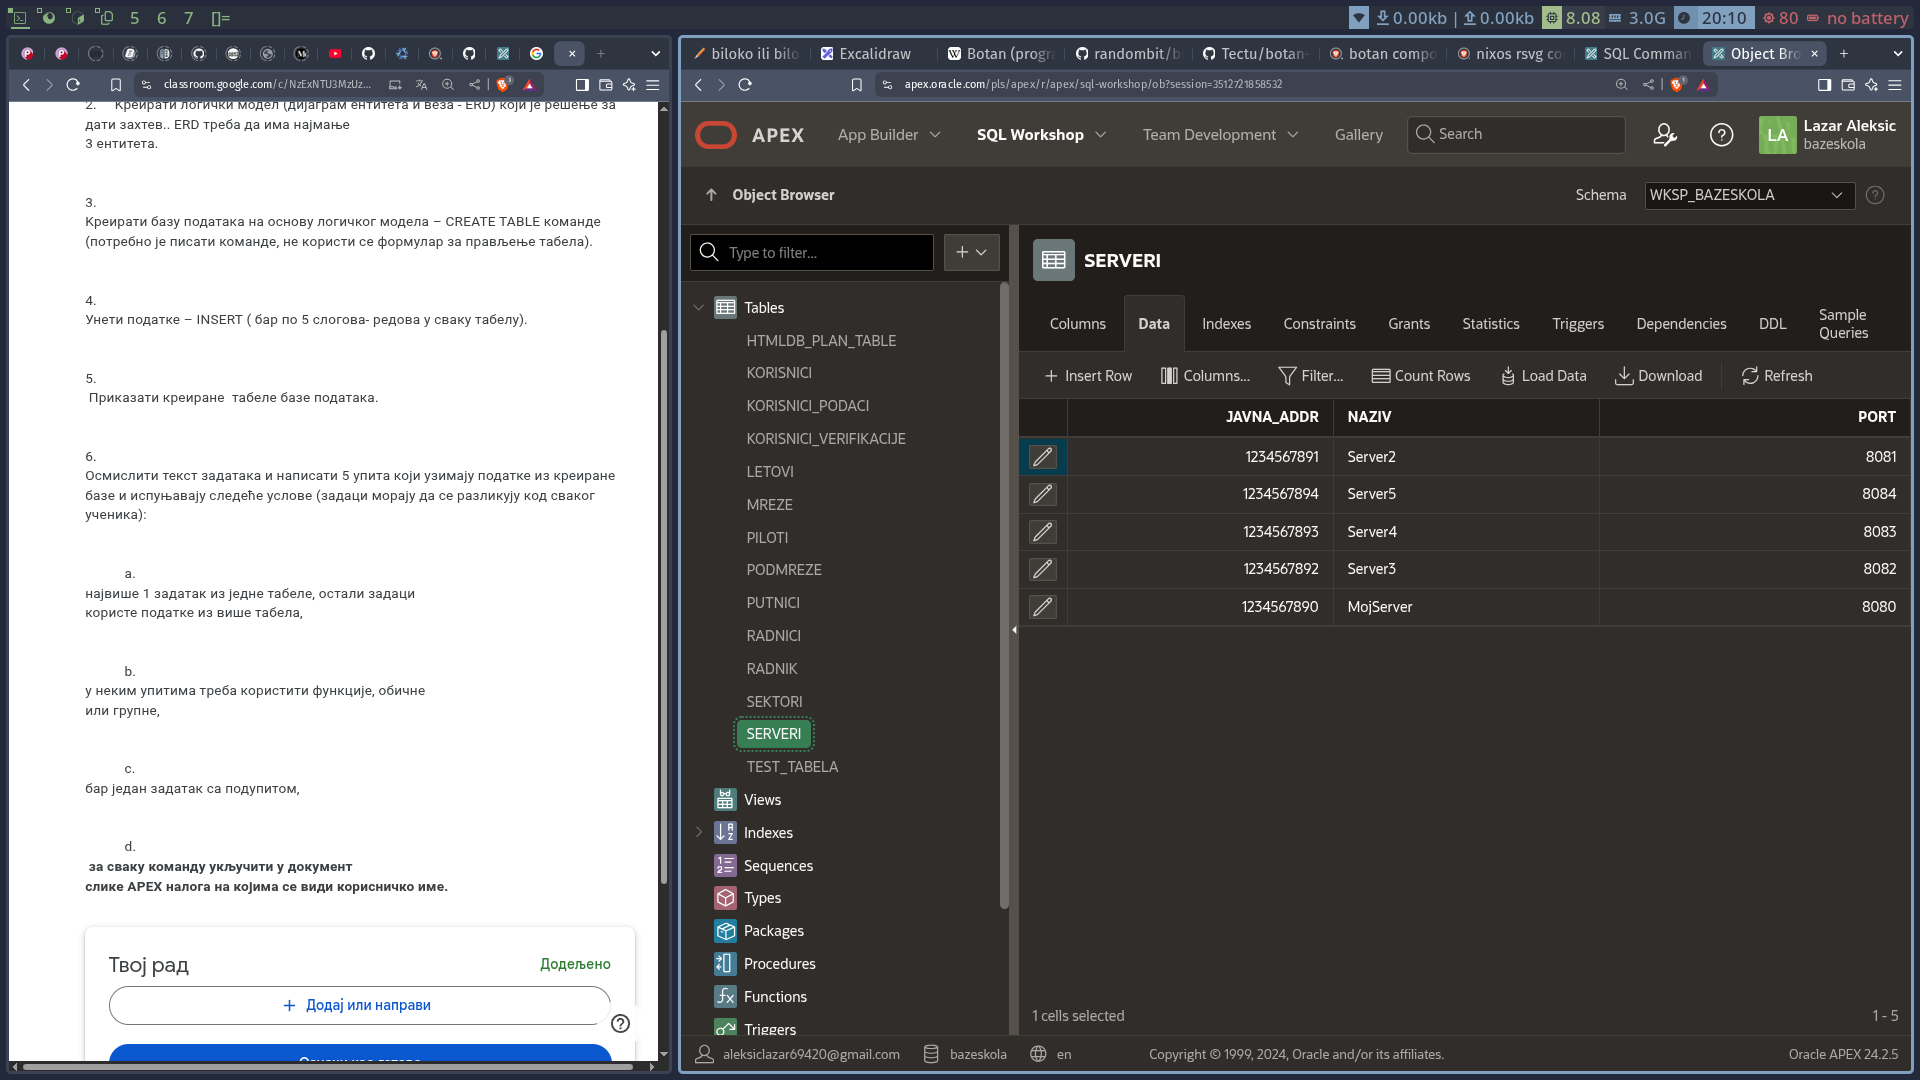 5 6 7 []=
0.00kb | 0.00kb 8.08 3.0G 20:10 80 no battery
classroom.google.com/c/NzExNTU3MzUz...
2. Креирати логички модел (дијаграм ентитета и веза - ERD) који је решење за
дати захтев.. ERD треба да има најмање
3 ентитета.
3.
Креирати базу података на основу логичког модела – CREATE TABLE команде
(потребно је писати команде, не користи се формулар за прављење табела).
4.
Унети податке – INSERT ( бар по 5 слогова- редова у сваку табелу).
5.
Приказати креиране табеле базе података.
6.
Осмислити текст задатака и написати 5 упита који узимају податке из креиране
базе и испуњавају следеће услове (задаци морају да се разликују код сваког
ученика):
a.
највише 1 задатак из једне табеле, остали задаци
користе податке из више табела,
b.
у неким упитима треба користити функције, обичне
или групне,
c.
бар један задатак са подупитом,
d.
за сваку команду укључити у документ
слике APEX налога на којима се види корисничко име.
Твој рад
Додељено
+ Додај или направи
biloko ili bilo
Excalidraw
Botan (progra
randombit/b
Tectu/botan-
botan compo
nixos rsvg co
SQL Comman
Object Bro
apex.oracle.com/pls/apex/r/apex/sql-workshop/ob?session=3512721858532
APEX
App Builder
SQL Workshop
Team Development
Gallery
Search
LA
Lazar Aleksic
bazeskola
Object Browser
Schema
WKSP_BAZESKOLA
Type to filter...
Tables
HTMLDB_PLAN_TABLE
KORISNICI
KORISNICI_PODACI
KORISNICI_VERIFIKACIJE
LETOVI
MREZE
PILOTI
PODMREZE
PUTNICI
RADNICI
RADNIK
SEKTORI
SERVERI
TEST_TABELA
Views
Indexes
Sequences
Types
Packages
Procedures
Functions
Triggers
SERVERI
Columns Data Indexes Constraints Grants Statistics Triggers Dependencies DDL Sample Queries
Insert Row Columns... Filter... Count Rows Load Data Download Refresh
JAVNA_ADDR NAZIV PORT
1234567891 Server2 8081
1234567894 Server5 8084
1234567893 Server4 8083
1234567892 Server3 8082
1234567890 MojServer 8080
1 cells selected
1 - 5
aleksiclazar69420@gmail.com bazeskola en Copyright © 1999, 2024, Oracle and/or its affiliates. Oracle APEX 24.2.5